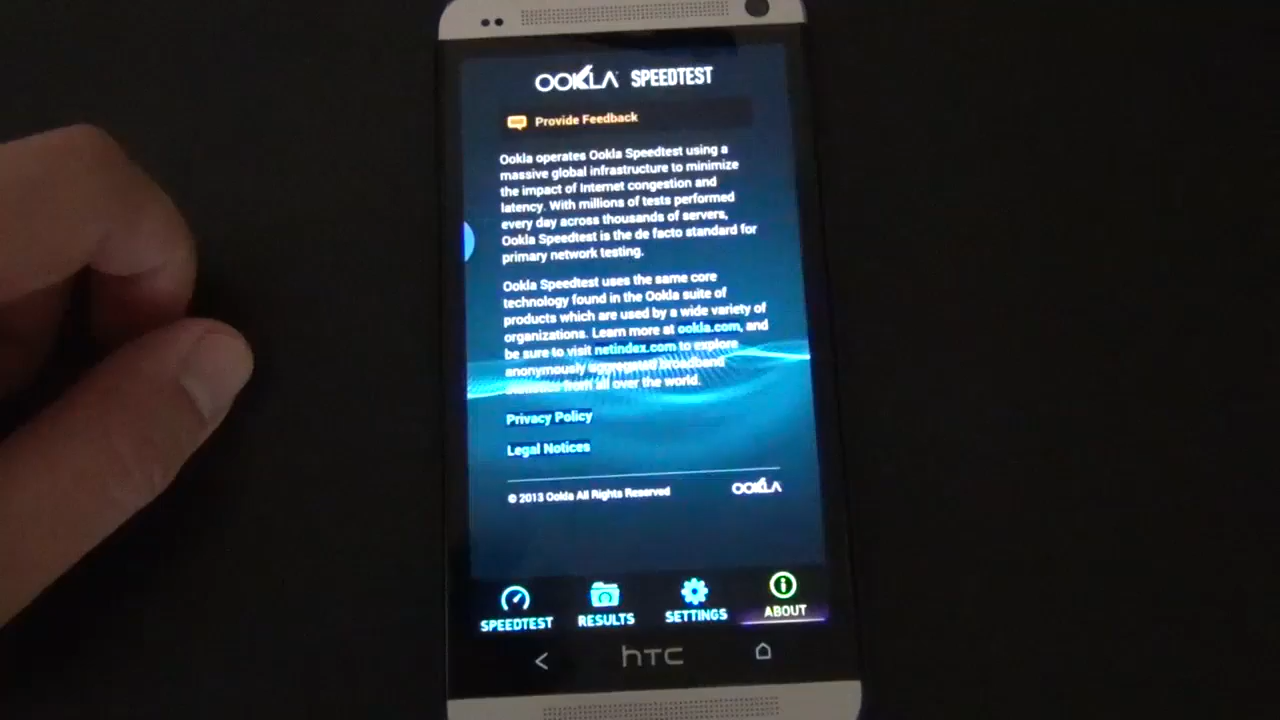 OOKLA SPEEDTEST
Provide Feedback
Ookla operates Ookla Speedtest using a
massive global infrastructure to minimize
the impact of Internet congestion and
latency. With millions of tests performed
every day across thousands of servers,
Ookla Speedtest is the de facto standard for
primary network testing.
Ookla Speedtest uses the same core
technology found in the Ookla suite of
products which are used by a wide variety of
organizations. Learn more at ookla.com, and
be sure to visit netindex.com to explore
anonymously aggregated broadband
statistics from all over the world.
Privacy Policy
Legal Notices
© 2013 Ookla All Rights Reserved OOKLA
SPEEDTEST RESULTS SETTINGS ABOUT
hTC